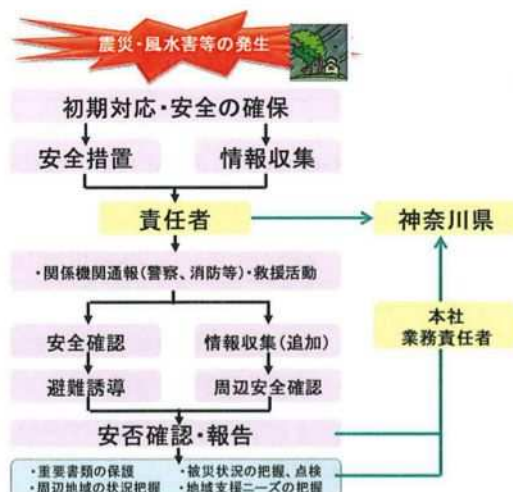 震災・風水害等の発生
初期対応・安全の確保
安全措置
情報収集
責任者
神奈川県
・関係機関通報(警察、消防等)・救援活動
本社
業務責任者
安全確認
情報収集(追加)
避難誘導
周辺安全確認
安否確認・報告
・重要書類の保護
・被災状況の把握、点検
・周辺地域の状況把握
・地域支援ニーズの把握